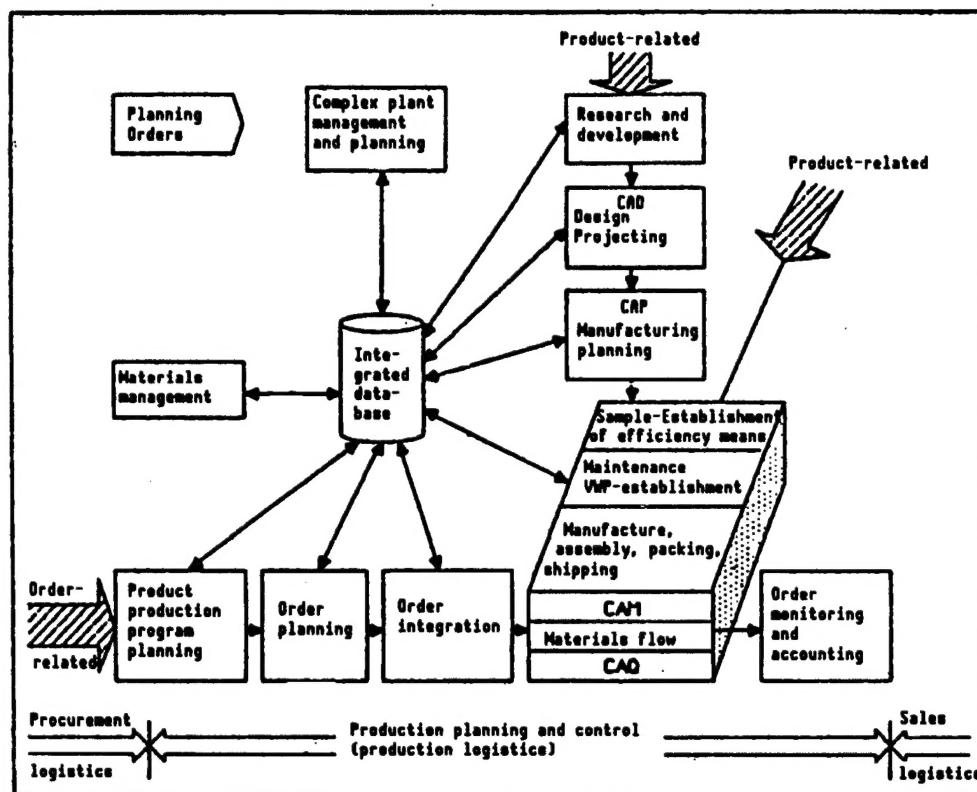 Product-related
Planning
Orders
Complex plant
management
and planning
Research and
development
Product-related
CAD
Design
Projecting
CAP
Manufacturing
planning
Inte-
grated
data-
base
Materials
management
Sample-Establishment
of efficiency means
Maintenance
VWP-establishment
Manufacture,
assembly, packing,
shipping
Order-
related
Product
production
program
planning
Order
planning
Order
integration
CAM
Materials flow
CAQ
Order
monitoring
and
accounting
Procurement
logistics
Production planning and control
(production logistics)
Sales
logistics